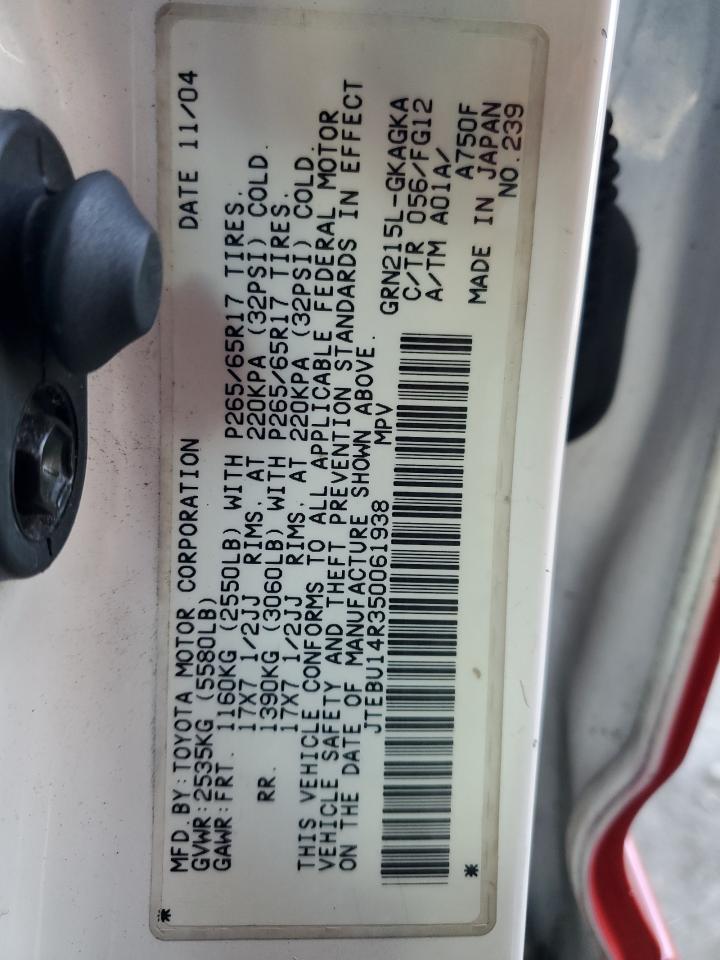 MFD.BY:TOYOTA MOTOR CORPORATION DATE 11/04
GVWR:2535KG (5580LB)
GAWR:FRT. 1160KG (2550LB) WITH P265/65R17 TIRES.
17X7 1/2JJ RIMS, AT 220KPA (32PSI) COLD.
RR. 1390KG (3060LB) WITH P265/65R17 TIRES.
17X7 1/2JJ RIMS, AT 220KPA (32PSI) COLD.
THIS VEHICLE CONFORMS TO ALL APPLICABLE FEDERAL MOTOR
VEHICLE SAFETY AND THEFT PREVENTION STANDARDS IN EFFECT
ON THE DATE OF MANUFACTURE SHOWN ABOVE.
JTEBU14R350061938 MPV
GRN215L-GKAGKA
C/TR 056/FG12
A/TM A01A/
A750F
MADE IN JAPAN
NO.239